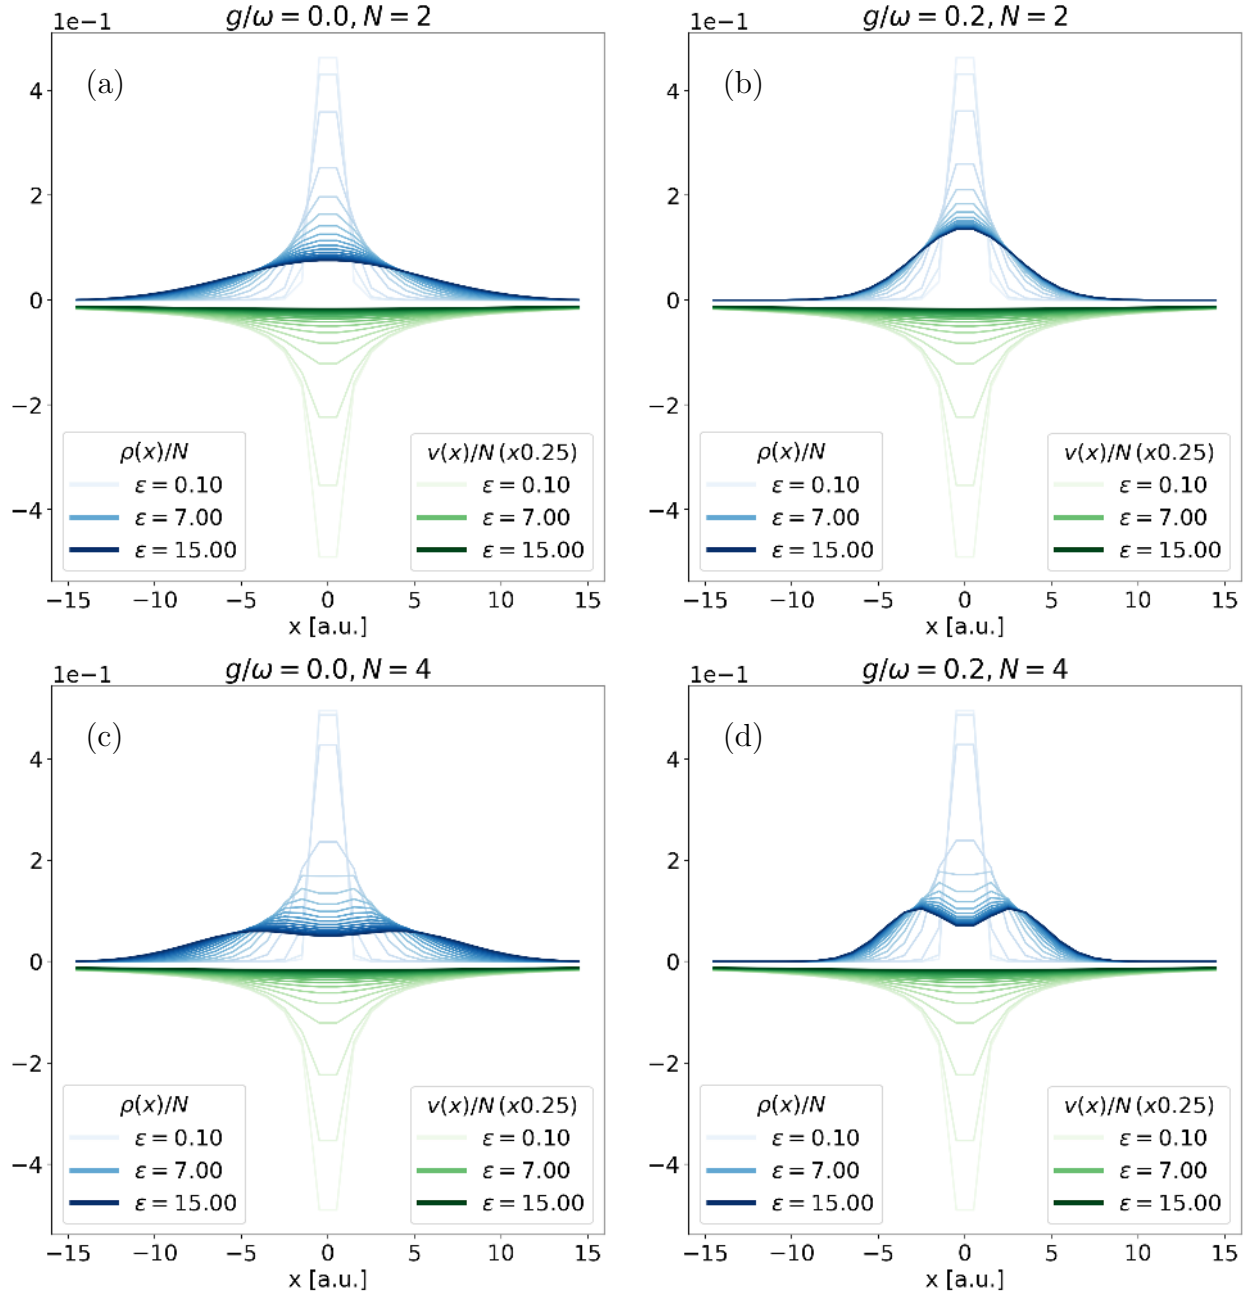 g/ω = 0.0, N = 2
1e−1
(a)
4
2
0
−2
−4
ρ(x)/N
ε = 0.10
ε = 7.00
ε = 15.00
v(x)/N (x0.25)
ε = 0.10
ε = 7.00
ε = 15.00
−15 −10 −5 0 5 10 15
x [a.u.]
g/ω = 0.2, N = 2
1e−1
(b)
4
2
0
−2
−4
ρ(x)/N
ε = 0.10
ε = 7.00
ε = 15.00
v(x)/N (x0.25)
ε = 0.10
ε = 7.00
ε = 15.00
−15 −10 −5 0 5 10 15
x [a.u.]
g/ω = 0.0, N = 4
1e−1
(c)
4
2
0
−2
−4
ρ(x)/N
ε = 0.10
ε = 7.00
ε = 15.00
v(x)/N (x0.25)
ε = 0.10
ε = 7.00
ε = 15.00
−15 −10 −5 0 5 10 15
x [a.u.]
g/ω = 0.2, N = 4
1e−1
(d)
4
2
0
−2
−4
ρ(x)/N
ε = 0.10
ε = 7.00
ε = 15.00
v(x)/N (x0.25)
ε = 0.10
ε = 7.00
ε = 15.00
−15 −10 −5 0 5 10 15
x [a.u.]